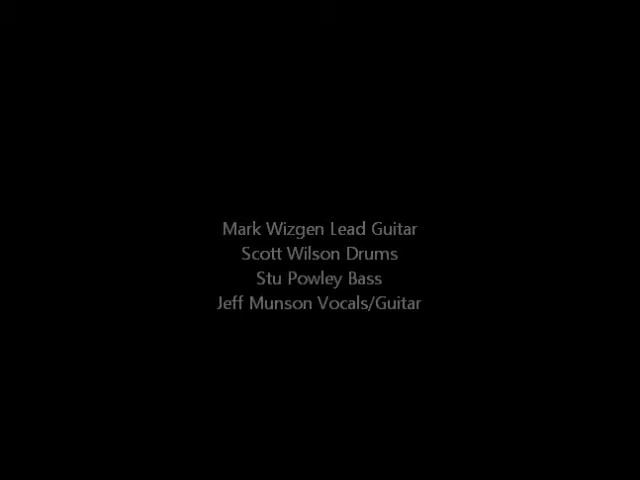 Mark Wizgen Lead Guitar
Scott Wilson Drums
Stu Powley Bass
Jeff Munson Vocals/Guitar